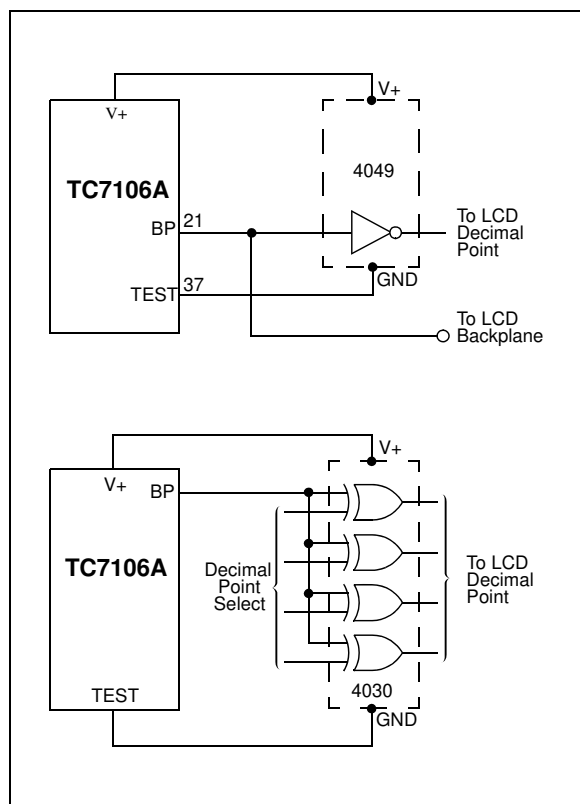 V+
V+
TC7106A
4049
BP
21
To LCD
Decimal
Point
TEST
37
GND
To LCD
Backplane
V+
V+
BP
TC7106A
Decimal
Point
Select
To LCD
Decimal
Point
TEST
4030
GND